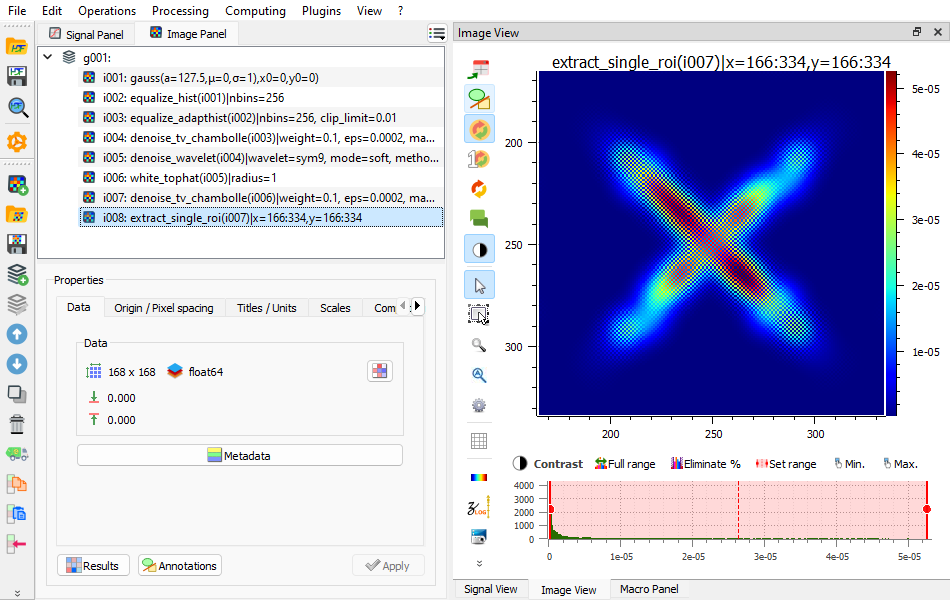 File Edit Operations Processing Computing Plugins View ?
Signal Panel Image Panel
g001:
i001: gauss(a=127.5,μ=0,σ=1),x0=0,y0=0)
i002: equalize_hist(i001)|nbins=256
i003: equalize_adapthist(i002)|nbins=256, clip_limit=0.01
i004: denoise_tv_chambolle(i003)|weight=0.1, eps=0.0002, ma...
i005: denoise_wavelet(i004)|wavelet=sym9, mode=soft, metho...
i006: white_tophat(i005)|radius=1
i007: denoise_tv_chambolle(i006)|weight=0.1, eps=0.0002, ma...
i008: extract_single_roi(i007)|x=166:334,y=166:334
Properties
Data Origin / Pixel spacing Titles / Units Scales Con
Data
168 x 168 float64
0.000
0.000
Metadata
Results Annotations Apply
Image View
extract_single_roi(i007)|x=166:334,y=166:334
200
250
300
200 250 300
5e-05
4e-05
3e-05
2e-05
1e-05
Contrast Full range Eliminate % Set range Min. Max.
4000
3000
2000
1000
0
0 1e-05 2e-05 3e-05 4e-05 5e-05
Signal View Image View Macro Panel